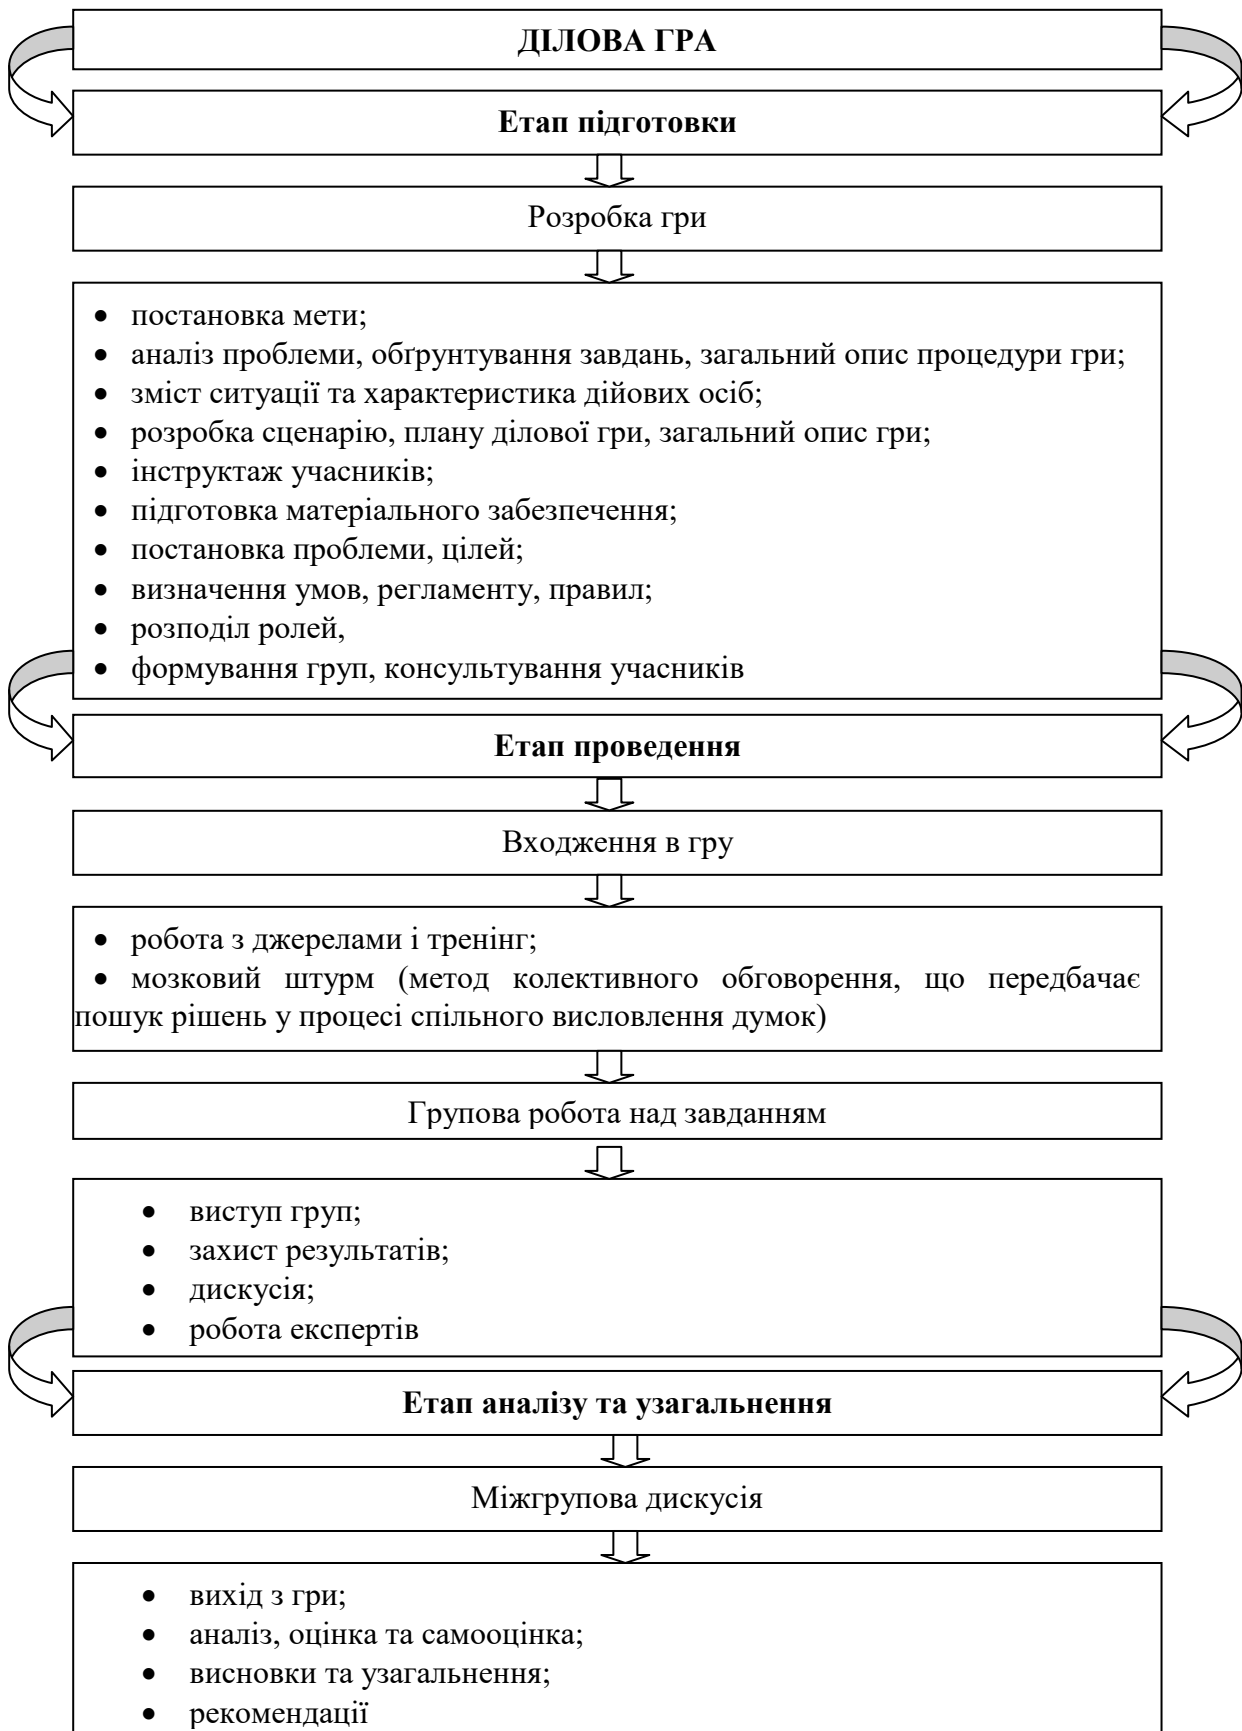 ДІЛОВА ГРА
Етап підготовки
Розробка гри
• постановка мети;
• аналіз проблеми, обґрунтування завдань, загальний опис процедури гри;
• зміст ситуації та характеристика дійових осіб;
• розробка сценарію, плану ділової гри, загальний опис гри;
• інструктаж учасників;
• підготовка матеріального забезпечення;
• постановка проблеми, цілей;
• визначення умов, регламенту, правил;
• розподіл ролей,
• формування груп, консультування учасників
Етап проведення
Входження в гру
• робота з джерелами і тренінг;
• мозковий штурм (метод колективного обговорення, що передбачає
пошук рішень у процесі спільного висловлення думок)
Групова робота над завданням
• виступ груп;
• захист результатів;
• дискусія;
• робота експертів
Етап аналізу та узагальнення
Міжгрупова дискусія
• вихід з гри;
• аналіз, оцінка та самооцінка;
• висновки та узагальнення;
• рекомендації